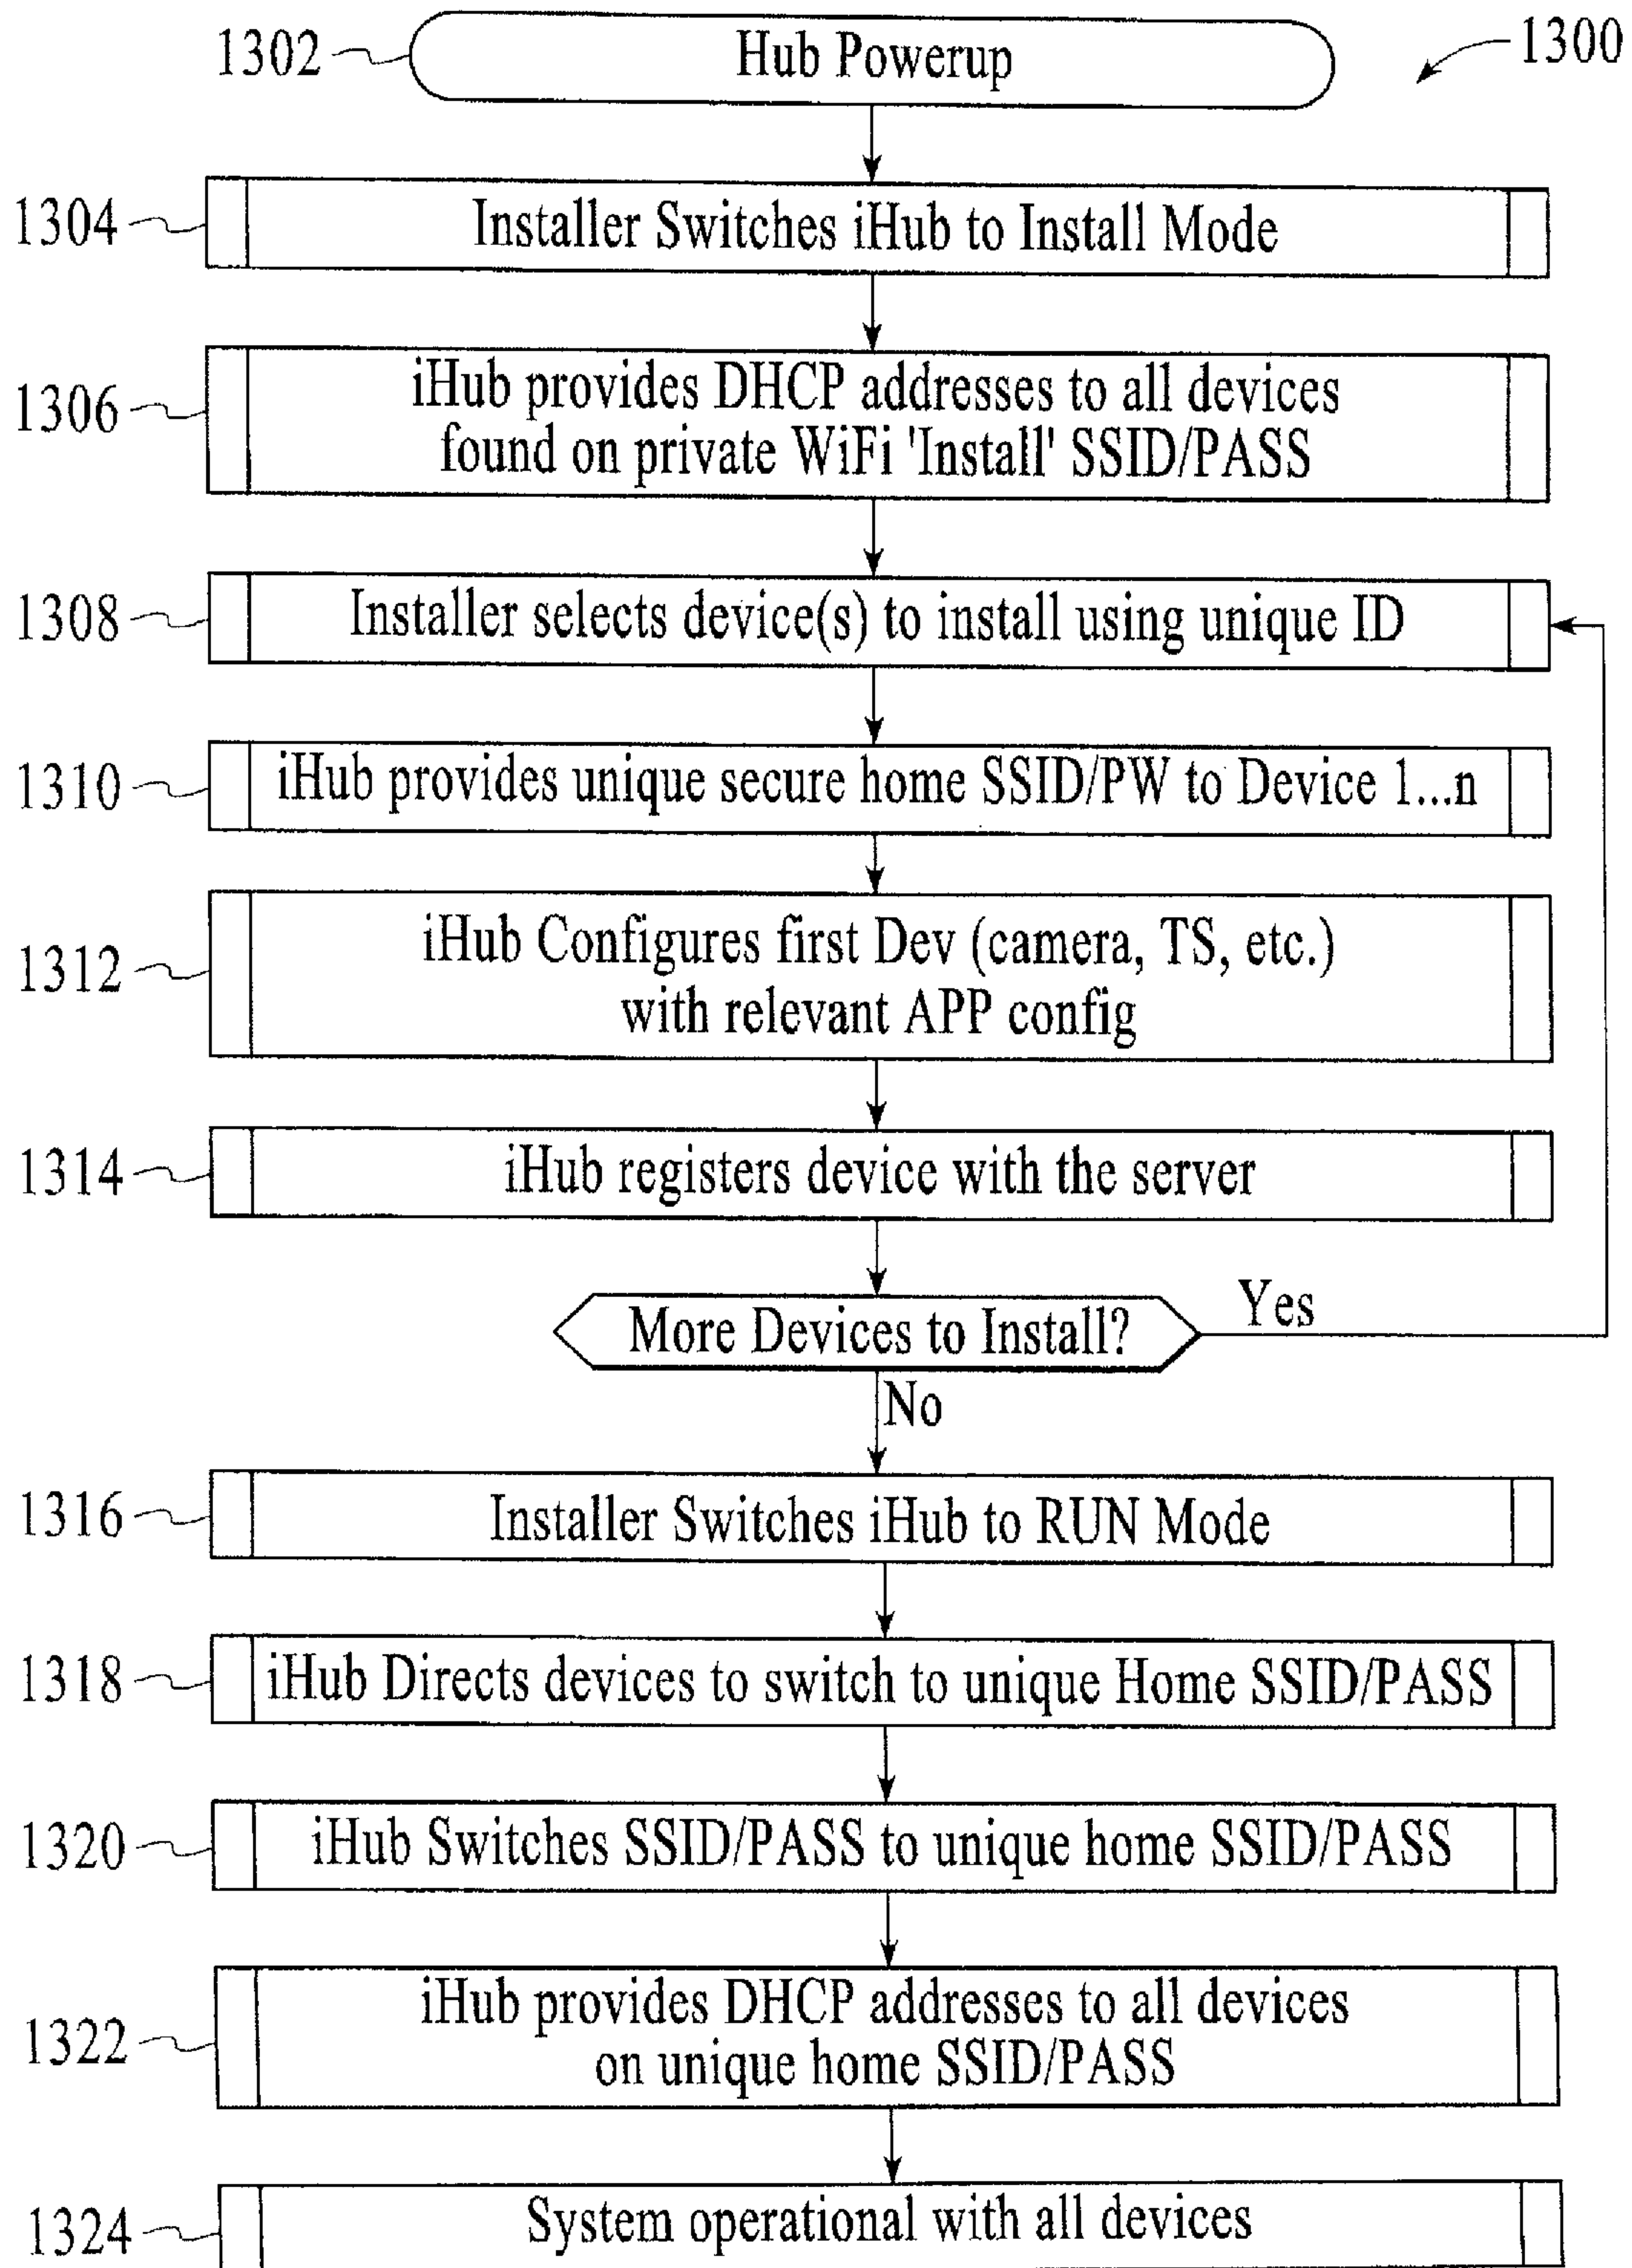 1302
Hub Powerup
1300
1304
Installer Switches iHub to Install Mode
1306
iHub provides DHCP addresses to all devices
found on private WiFi 'Install' SSID/PASS
1308
Installer selects device(s) to install using unique ID
1310
iHub provides unique secure home SSID/PW to Device 1...n
1312
iHub Configures first Dev (camera, TS, etc.)
with relevant APP config
1314
iHub registers device with the server
More Devices to Install?
Yes
No
1316
Installer Switches iHub to RUN Mode
1318
iHub Directs devices to switch to unique Home SSID/PASS
1320
iHub Switches SSID/PASS to unique home SSID/PASS
1322
iHub provides DHCP addresses to all devices
on unique home SSID/PASS
1324
System operational with all devices